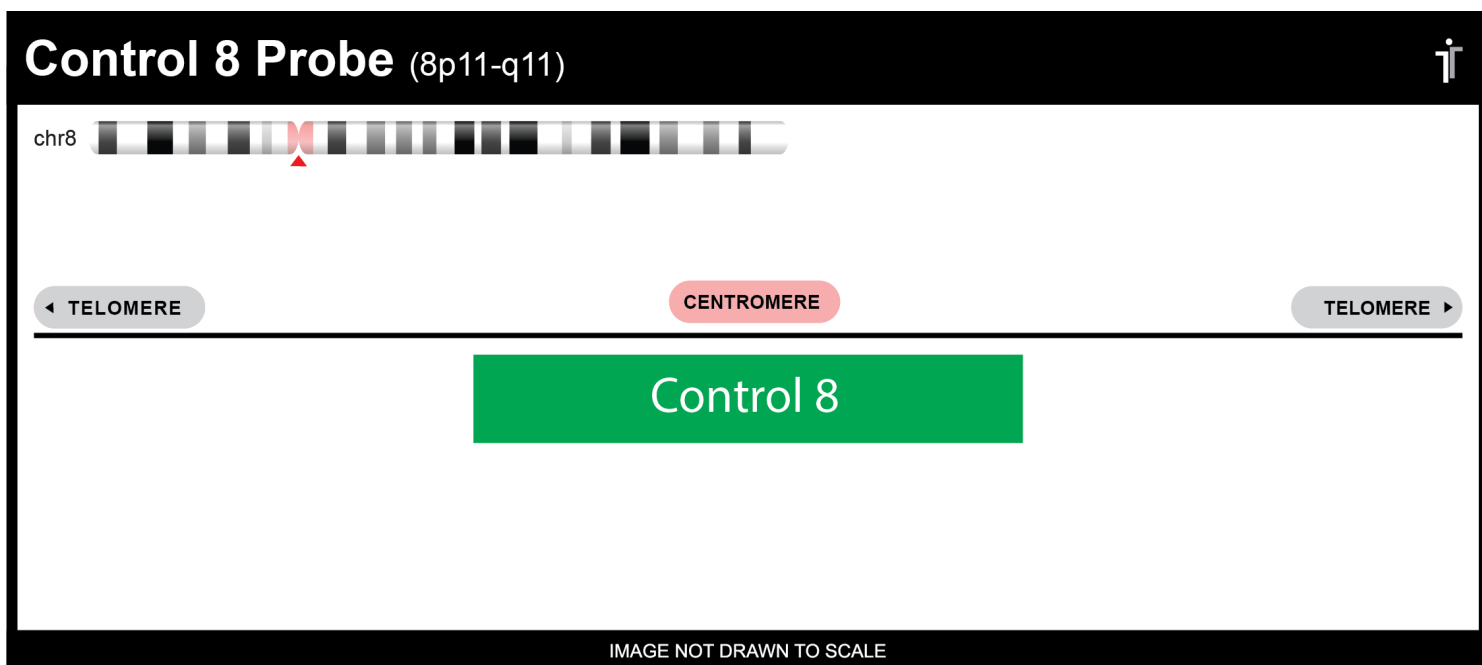 Control 8 Probe (8p11-q11)
chr8
◂ TELOMERE
CENTROMERE
TELOMERE ▸
Control 8
IMAGE NOT DRAWN TO SCALE